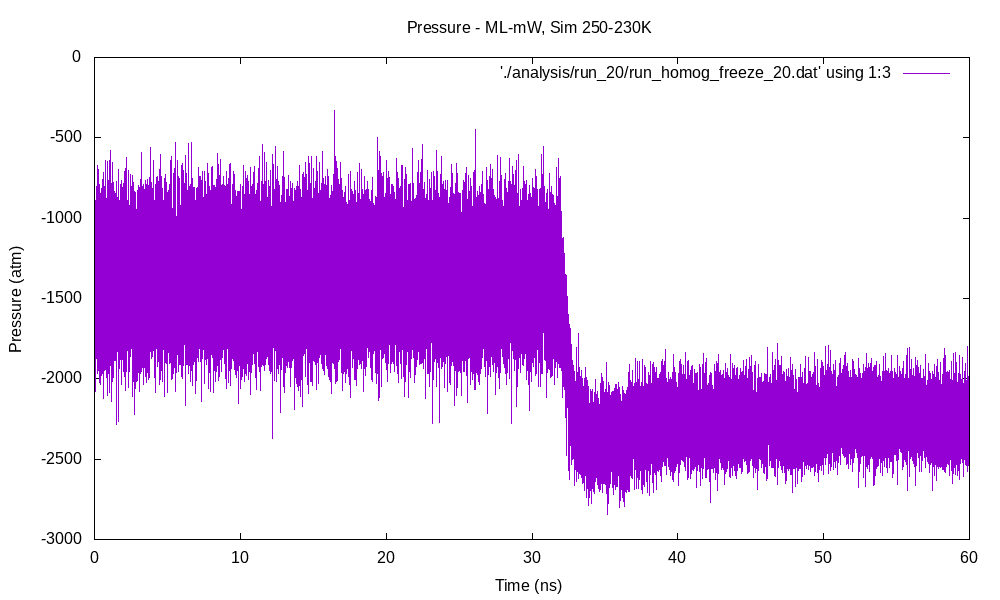 Pressure - ML-mW, Sim 250-230K
'./analysis/run_20/run_homog_freeze_20.dat' using 1:3
0
-500
-1000
-1500
-2000
-2500
-3000
Pressure (atm)
0 10 20 30 40 50 60
Time (ns)